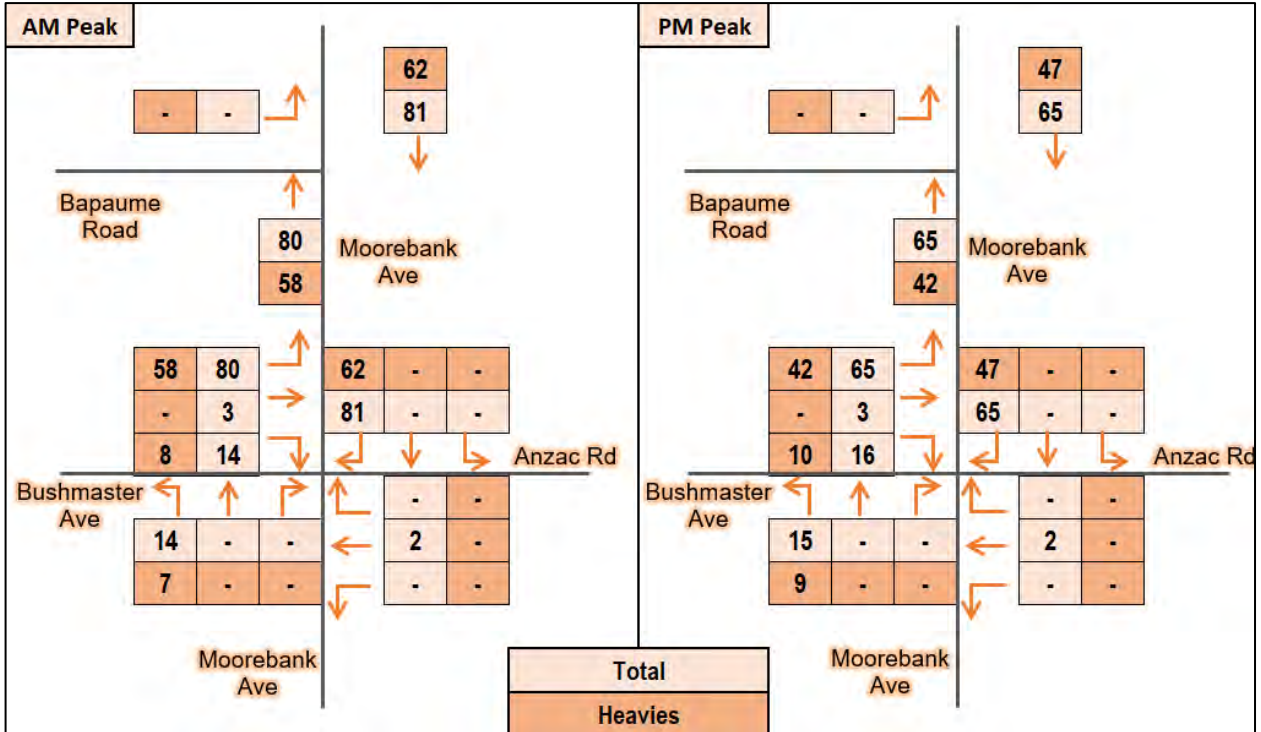 AM Peak
62
- -
81
Bapaume
Road
80
58
Moorebank
Ave
58 80
- 3
8 14
62 - -
81 - -
Anzac Rd
Bushmaster
Ave
14 - -
7 - -
- -
2 -
- -
Moorebank
Ave
PM Peak
47
- -
65
Bapaume
Road
65
42
Moorebank
Ave
42 65
- 3
10 16
47 - -
65 - -
Anzac Rd
Bushmaster
Ave
15 - -
9 - -
- -
2 -
- -
Moorebank
Ave
Total
Heavies